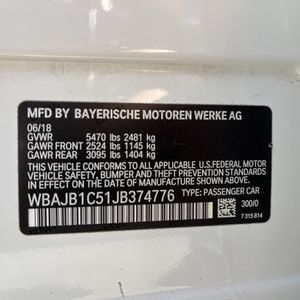 MFD BY BAYERISCHE MOTOREN WERKE AG
06/18
GVWR 5470 lbs 2481 kg
GAWR FRONT 2524 lbs 1145 kg
GAWR REAR 3095 lbs 1404 kg
THIS VEHICLE CONFORMS TO ALL APPLICABLE U.S. FEDERAL MOTOR
VEHICLE SAFETY, BUMPER AND THEFT PREVENTION STANDARDS
IN EFFECT ON THE DATE OF MANUFACTURE SHOWN ABOVE.
WBAJB1C51JB374776 TYPE: PASSENGER CAR
300/0
7 315 814